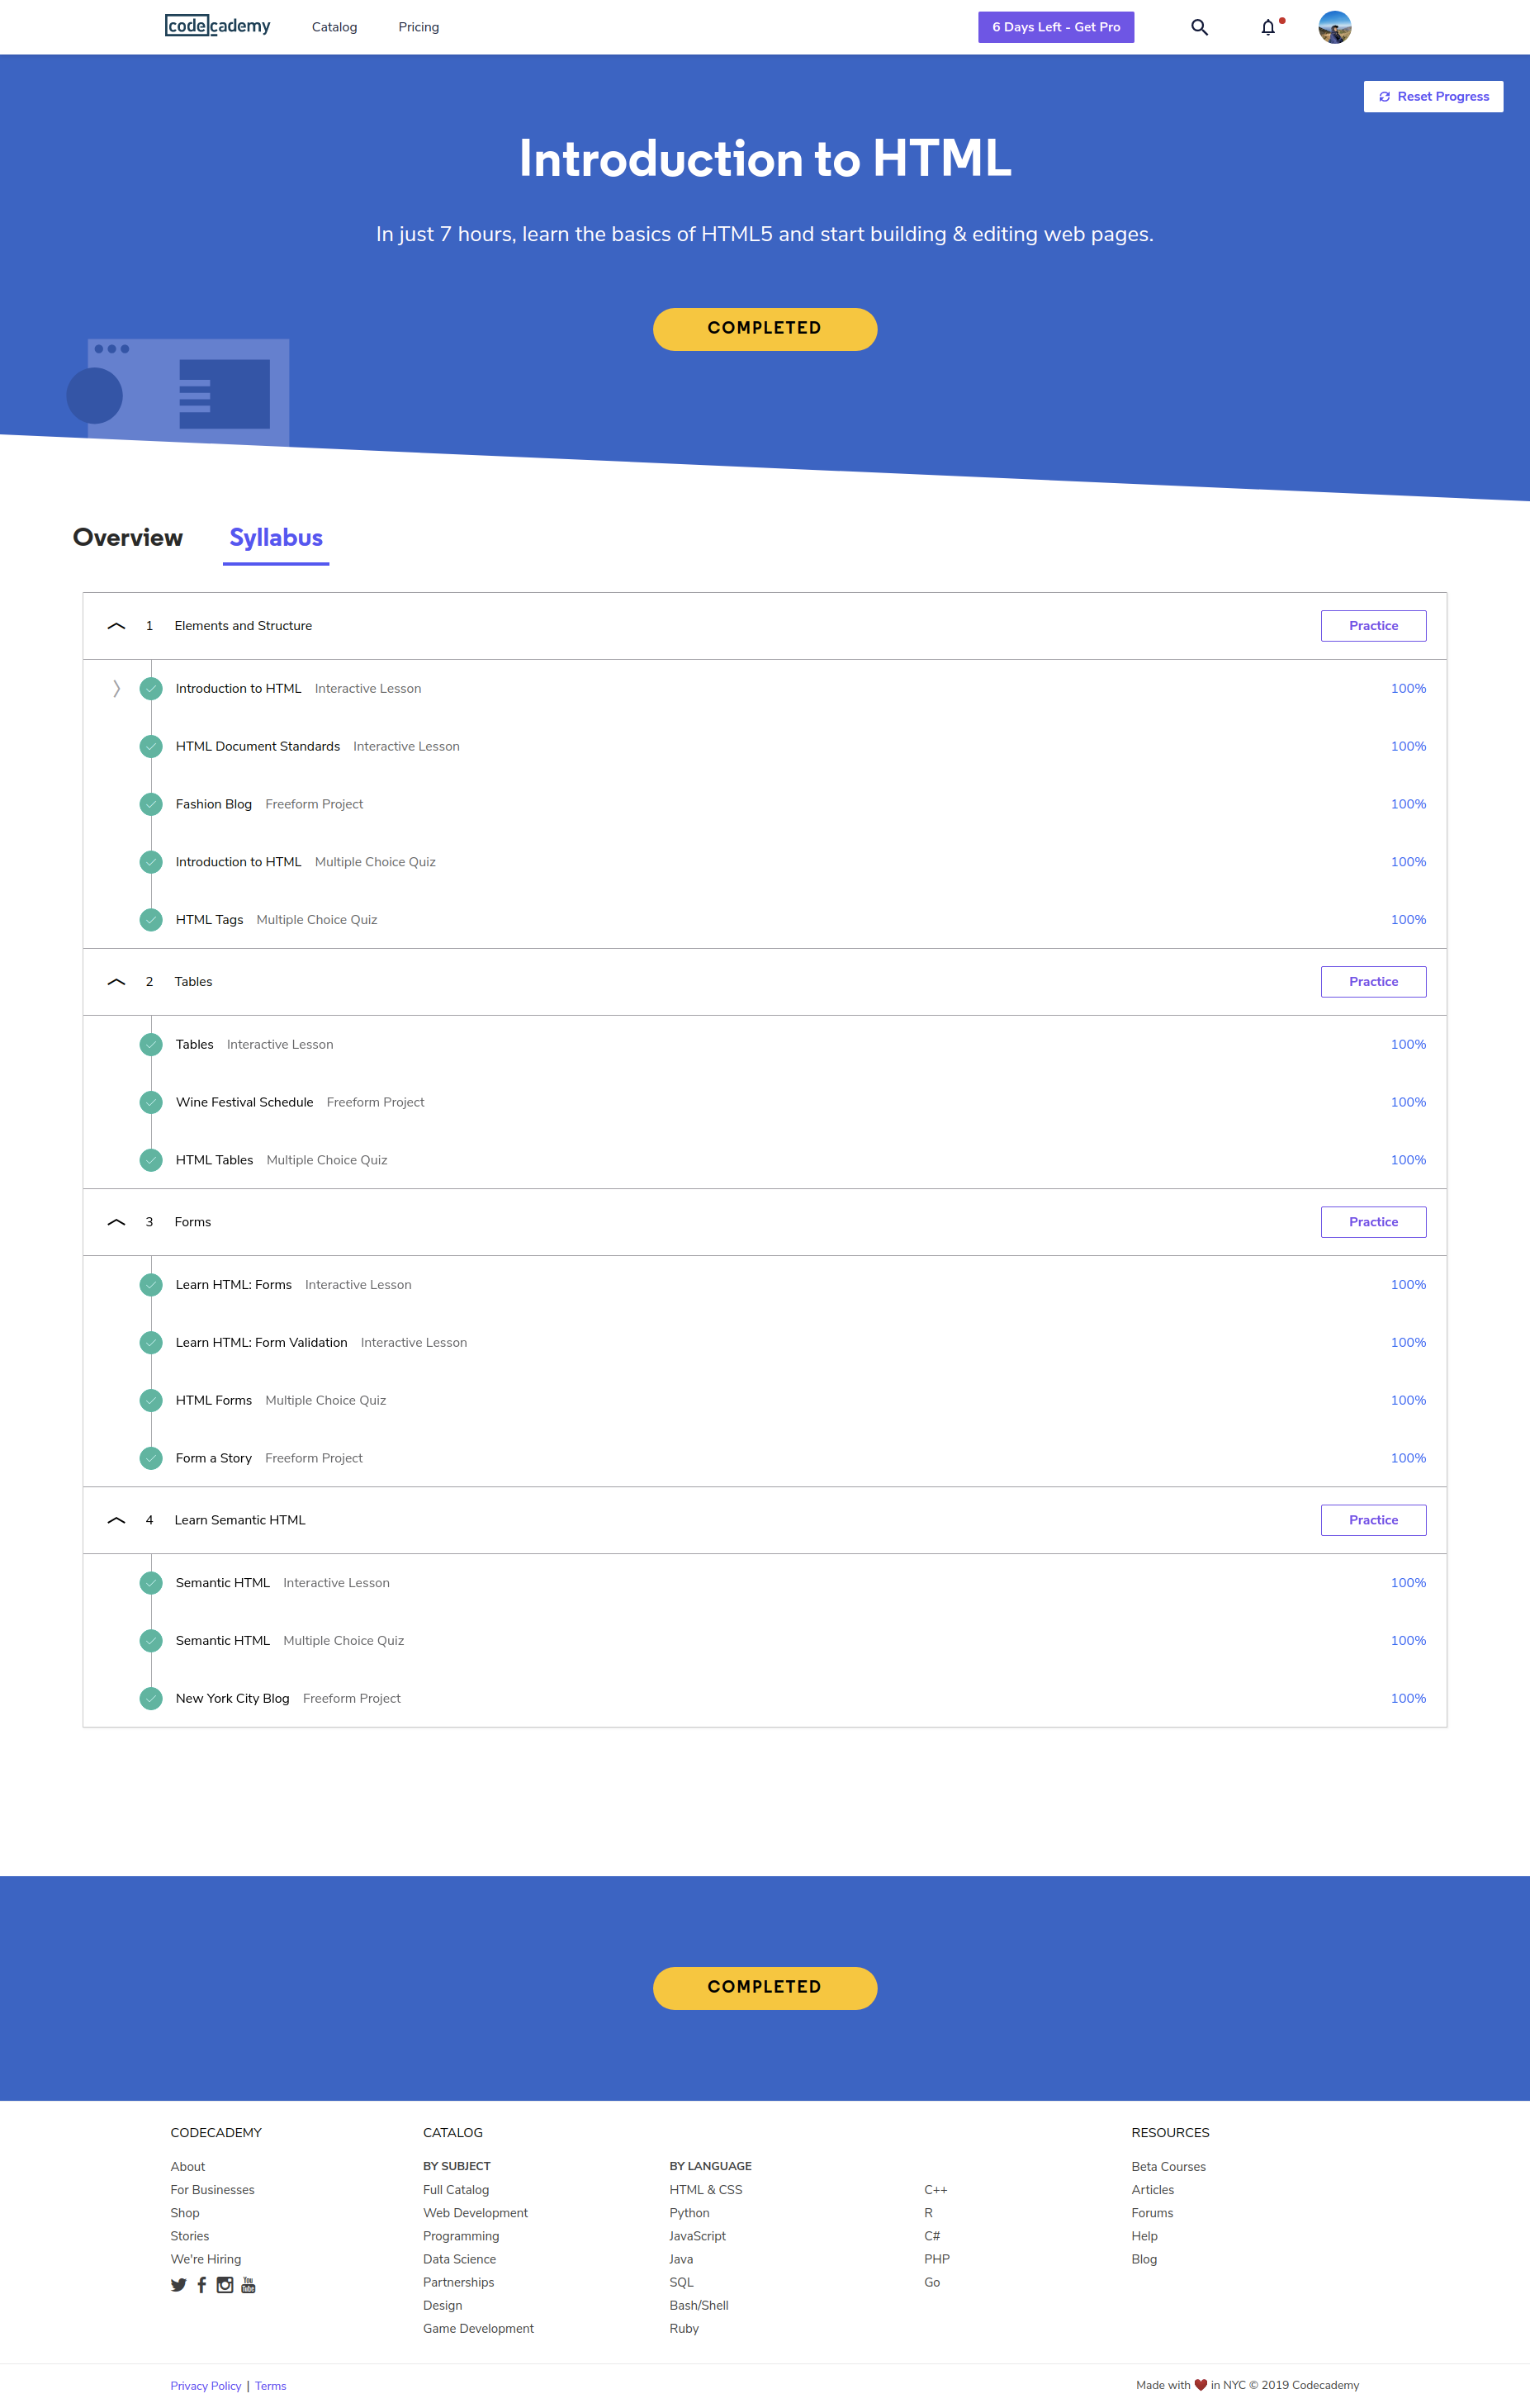 codecademy Catalog Pricing 6 Days Left - Get Pro
Reset Progress
Introduction to HTML
In just 7 hours, learn the basics of HTML5 and start building & editing web pages.
COMPLETED
Overview Syllabus
1 Elements and Structure Practice
Introduction to HTML Interactive Lesson 100%
HTML Document Standards Interactive Lesson 100%
Fashion Blog Freeform Project 100%
Introduction to HTML Multiple Choice Quiz 100%
HTML Tags Multiple Choice Quiz 100%
2 Tables Practice
Tables Interactive Lesson 100%
Wine Festival Schedule Freeform Project 100%
HTML Tables Multiple Choice Quiz 100%
3 Forms Practice
Learn HTML: Forms Interactive Lesson 100%
Learn HTML: Form Validation Interactive Lesson 100%
HTML Forms Multiple Choice Quiz 100%
Form a Story Freeform Project 100%
4 Learn Semantic HTML Practice
Semantic HTML Interactive Lesson 100%
Semantic HTML Multiple Choice Quiz 100%
New York City Blog Freeform Project 100%
COMPLETED
CODECADEMY
About
For Businesses
Shop
Stories
We're Hiring
You Tube
CATALOG
BY SUBJECT
Full Catalog
Web Development
Programming
Data Science
Partnerships
Design
Game Development
BY LANGUAGE
HTML & CSS
Python
JavaScript
Java
SQL
Bash/Shell
Ruby
C++
R
C#
PHP
Go
RESOURCES
Beta Courses
Articles
Forums
Help
Blog
Privacy Policy | Terms
Made with ❤️ in NYC © 2019 Codecademy